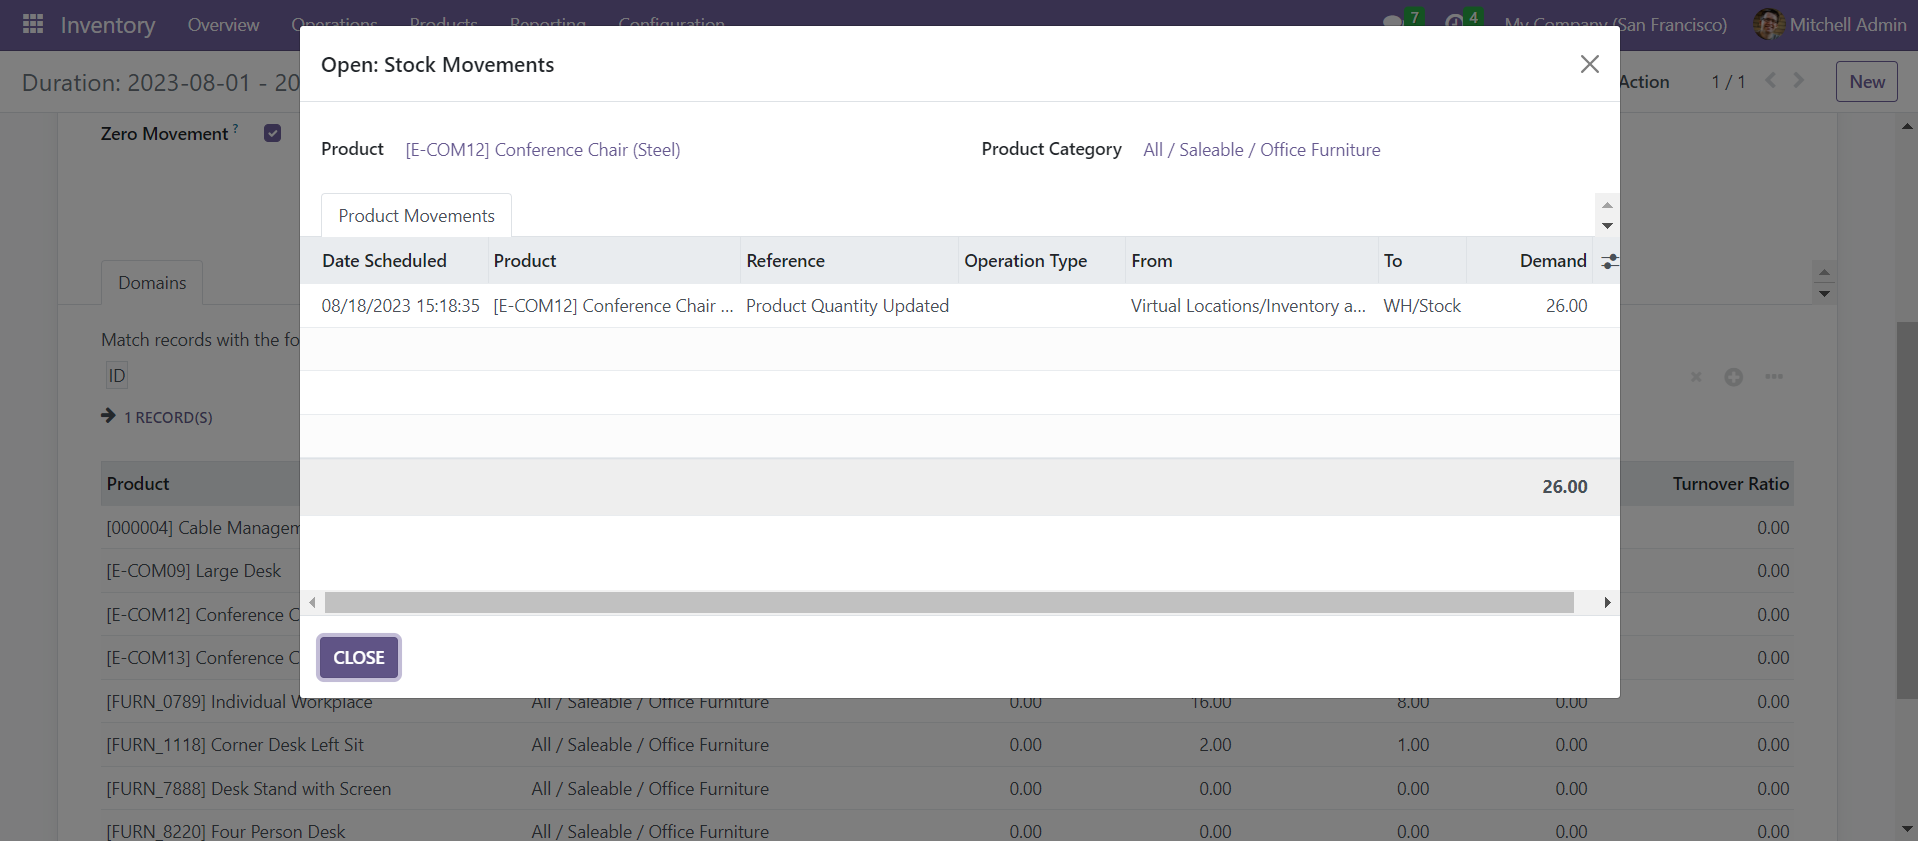 Inventory Overview Operations Products Reporting Configuration 7 4 My Company (San Francisco) Mitchell Admin
Open: Stock Movements
Duration: 2023-08-01 - 20 Action 1 / 1 New
Zero Movement ?
Product [E-COM12] Conference Chair (Steel) Product Category All / Saleable / Office Furniture
Product Movements
Date Scheduled Product Reference Operation Type From To Demand
Domains
08/18/2023 15:18:35 [E-COM12] Conference Chair ... Product Quantity Updated Virtual Locations/Inventory a... WH/Stock 26.00
Match records with the fo
ID
1 RECORD(S)
26.00
Product Turnover Ratio
[000004] Cable Managem 0.00
[E-COM09] Large Desk 0.00
[E-COM12] Conference C 0.00
[E-COM13] Conference C 0.00
CLOSE
[FURN_0789] Individual Workplace All / Saleable / Office Furniture 0.00 16.00 8.00 0.00 0.00
[FURN_1118] Corner Desk Left Sit All / Saleable / Office Furniture 0.00 2.00 1.00 0.00 0.00
[FURN_7888] Desk Stand with Screen All / Saleable / Office Furniture 0.00 0.00 0.00 0.00 0.00
[FURN_8220] Four Person Desk All / Saleable / Office Furniture 0.00 0.00 0.00 0.00 0.00